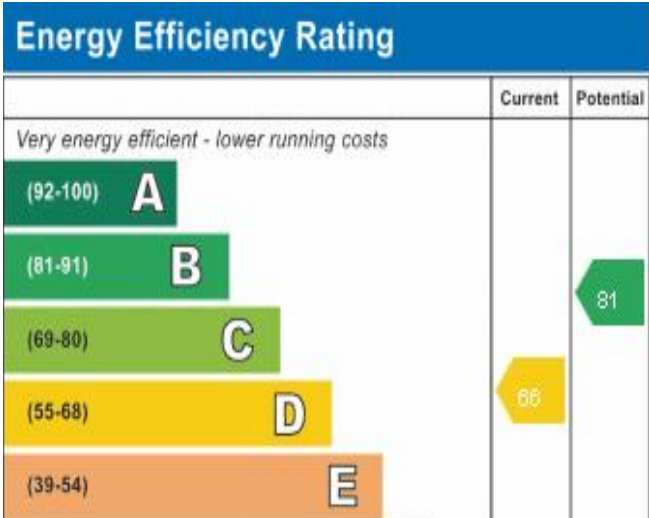 Energy Efficiency Rating
Current Potential
Very energy efficient - lower running costs
(92-100) A
(81-91) B
81
(69-80) C
(55-68) D
66
(39-54) E